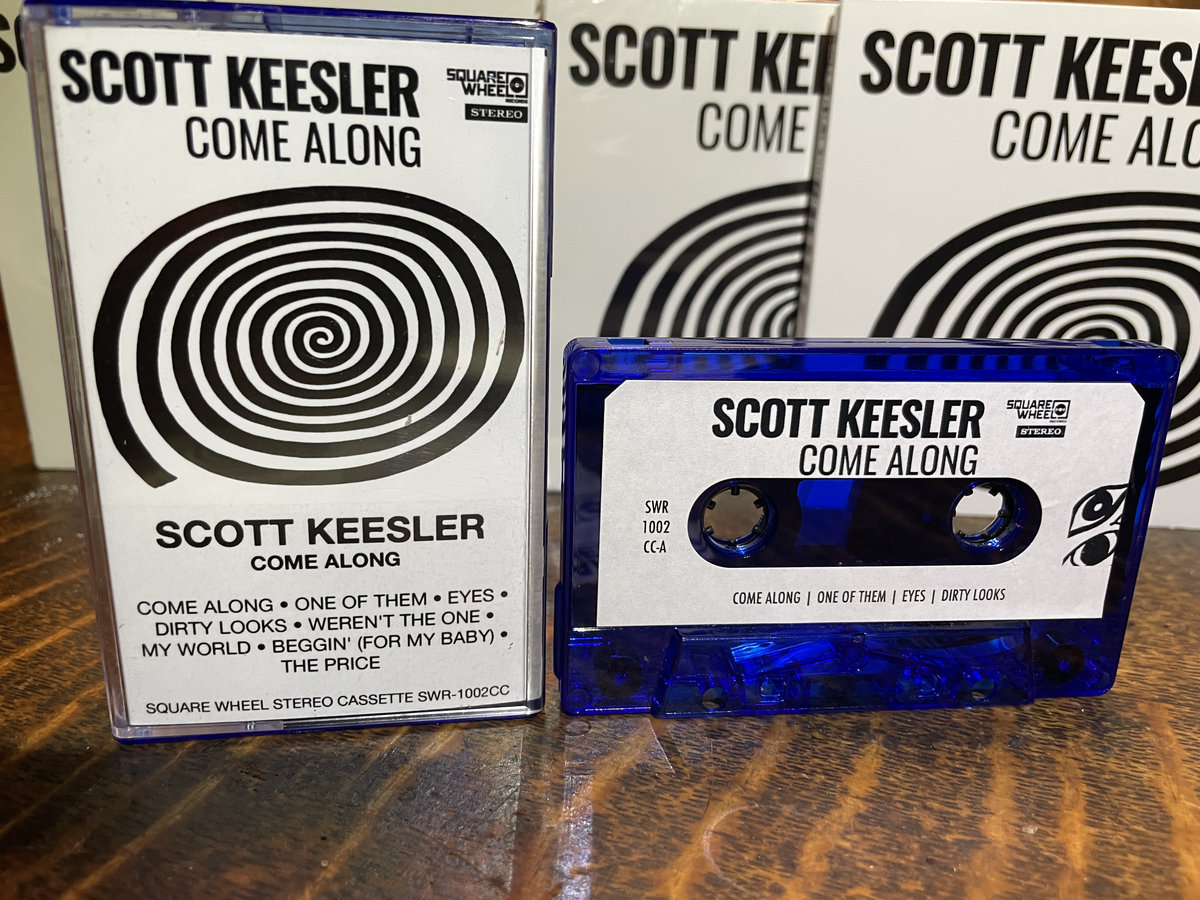 SCOTT KEESLER
COME ALONG
SQUARE
WHEEL
RECORDS
STEREO
SCOTT KEESLER
COME ALONG
COME ALONG • ONE OF THEM • EYES •
DIRTY LOOKS • WEREN'T THE ONE •
MY WORLD • BEGGIN' (FOR MY BABY) •
THE PRICE
SQUARE WHEEL STEREO CASSETTE SWR-1002CC
SCOTT KE
COME
SCOTT KEES
COME ALO
SCOTT KEESLER
COME ALONG
SQUARE
WHEEL
RECORDS
STEREO
SWR
1002
CC-A
COME ALONG | ONE OF THEM | EYES | DIRTY LOOKS